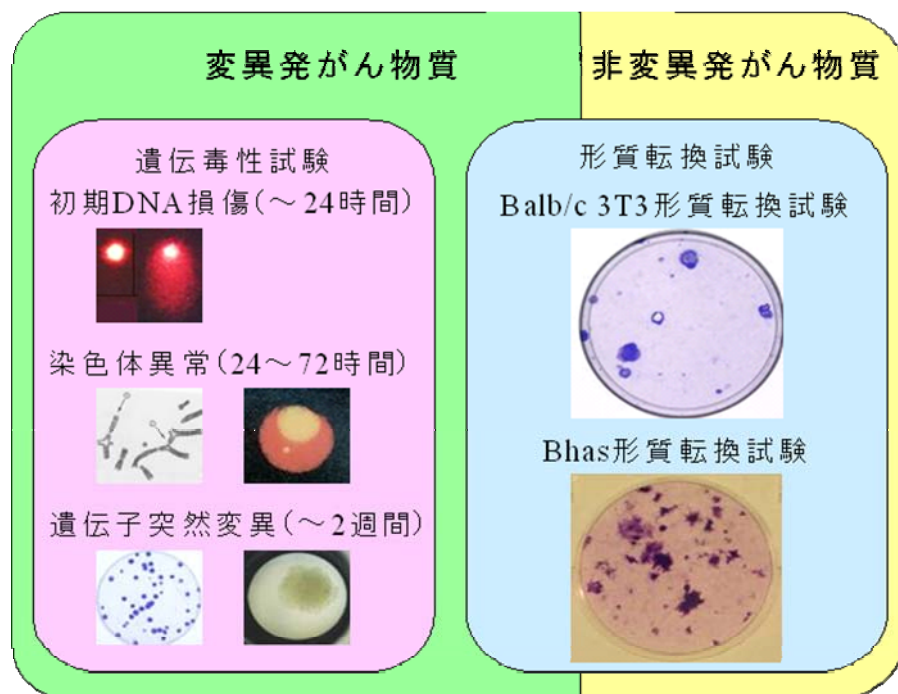 変異発がん物質
非変異発がん物質
遺伝毒性試験
初期DNA損傷(～24時間)
染色体異常(24～72時間)
遺伝子突然変異(～2週間)
形質転換試験
Balb/c 3T3形質転換試験
Bhas形質転換試験